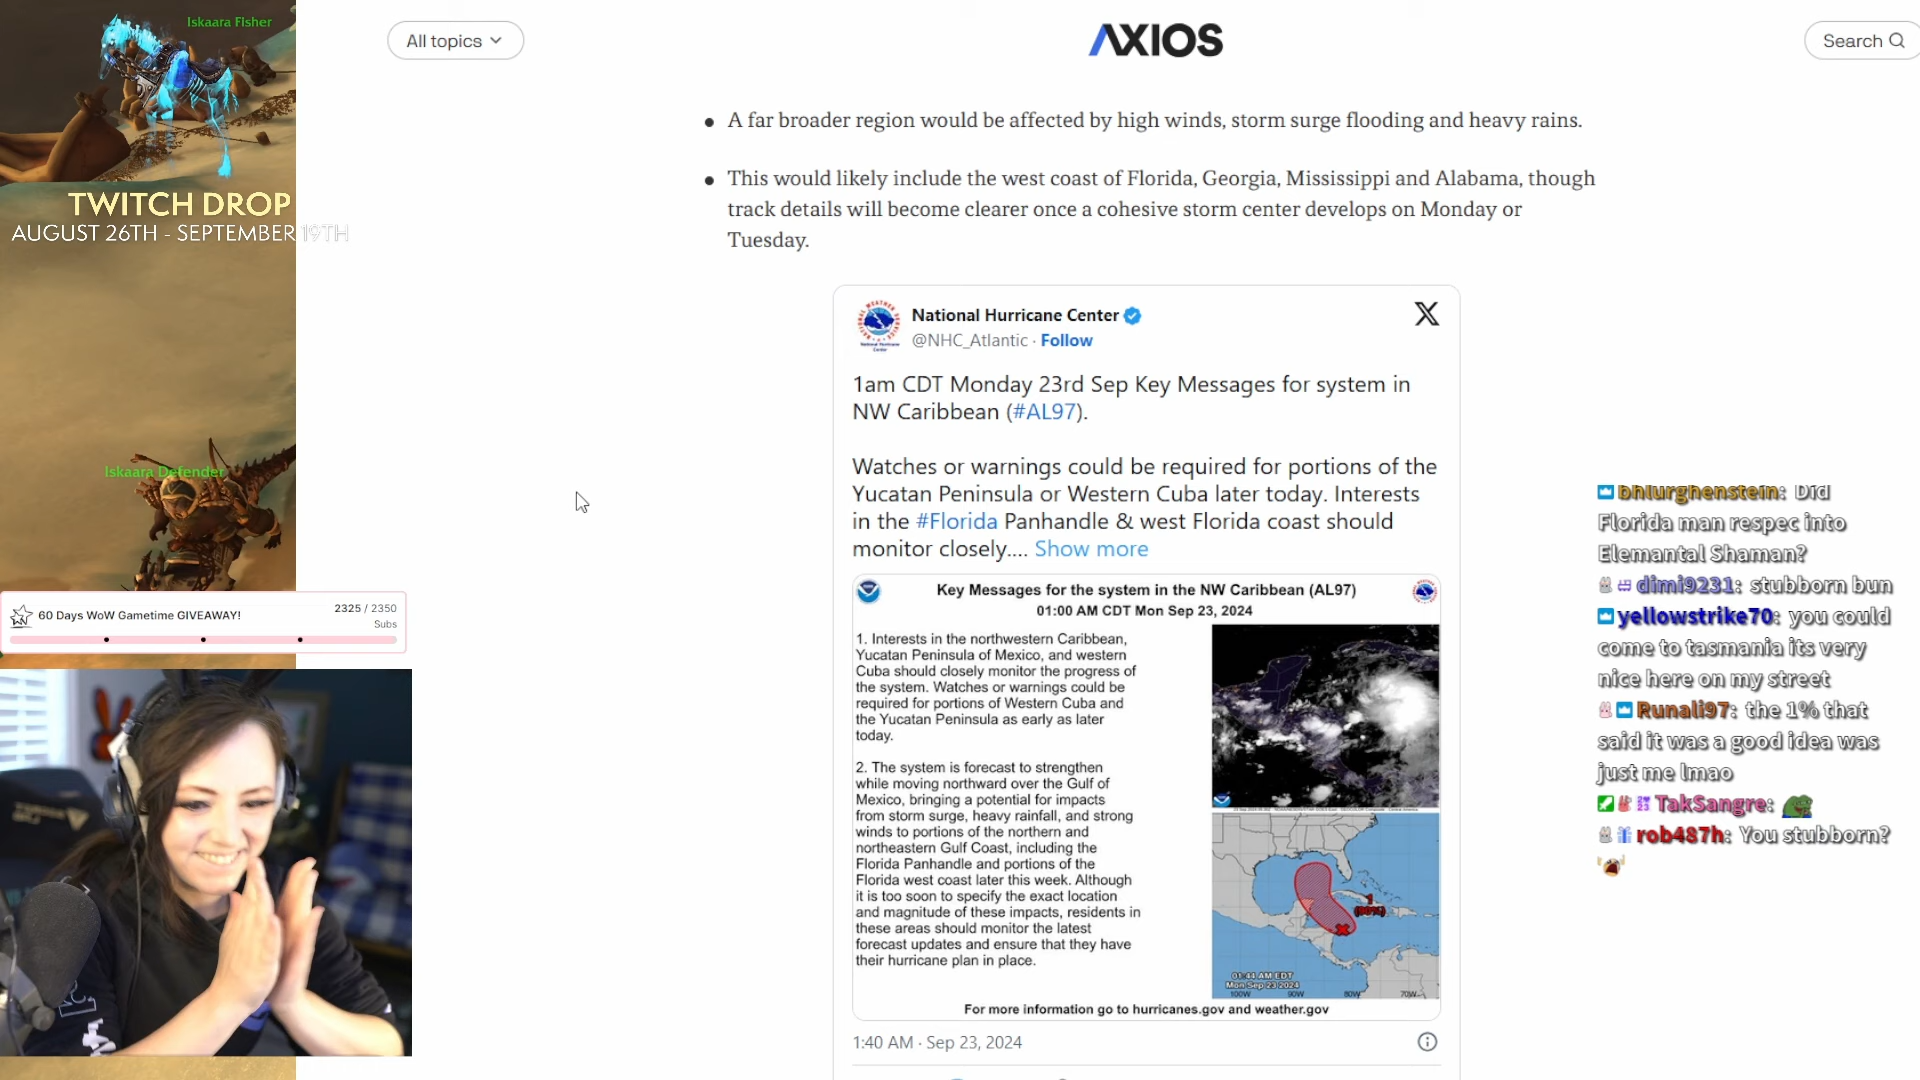 Iskaara Fisher
TWITCH DROP
AUGUST 26TH - SEPTEMBER 19TH
Iskaara Defender
60 Days WoW Gametime GIVEAWAY!
2325 / 2350
Subs
All topics
AXIOS
Search
A far broader region would be affected by high winds, storm surge flooding and heavy rains.
This would likely include the west coast of Florida, Georgia, Mississippi and Alabama, though
track details will become clearer once a cohesive storm center develops on Monday or
Tuesday.
National Hurricane Center
@NHC_Atlantic · Follow
1am CDT Monday 23rd Sep Key Messages for system in
NW Caribbean (#AL97).
Watches or warnings could be required for portions of the
Yucatan Peninsula or Western Cuba later today. Interests
in the #Florida Panhandle & west Florida coast should
monitor closely.... Show more
Key Messages for the system in the NW Caribbean (AL97)
01:00 AM CDT Mon Sep 23, 2024
1. Interests in the northwestern Caribbean,
Yucatan Peninsula of Mexico, and western
Cuba should closely monitor the progress of
the system. Watches or warnings could be
required for portions of Western Cuba and
the Yucatan Peninsula as early as later
today.
2. The system is forecast to strengthen
while moving northward over the Gulf of
Mexico, bringing a potential for impacts
from storm surge, heavy rainfall, and strong
winds to portions of the northern and
northeastern Gulf Coast, including the
Florida Panhandle and portions of the
Florida west coast later this week. Although
it is too soon to specify the exact location
and magnitude of these impacts, residents in
these areas should monitor the latest
forecast updates and ensure that they have
their hurricane plan in place.
01:44 AM EDT
Mon Sep 23 2024
100W 90W 80W 70W
For more information go to hurricanes.gov and weather.gov
1:40 AM · Sep 23, 2024
bhlurghenstein: Did
Florida man respec into
Elemantal Shaman?
dimi9231: stubborn bun
yellowstrike70: you could
come to tasmania its very
nice here on my street
Runali97: the 1% that
said it was a good idea was
just me lmao
TakSangre:
rob487h: You stubborn?